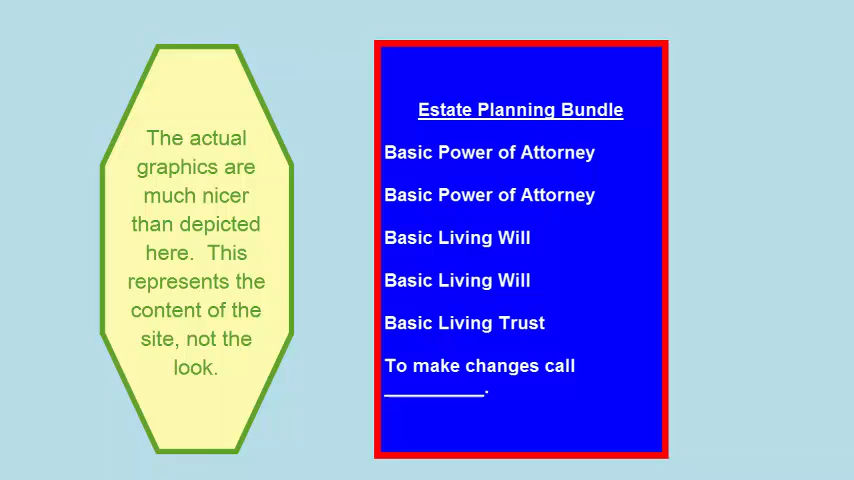 The actual
graphics are
much nicer
than depicted
here. This
represents the
content of the
site, not the
look.
Estate Planning Bundle
Basic Power of Attorney
Basic Power of Attorney
Basic Living Will
Basic Living Will
Basic Living Trust
To make changes call
__________.